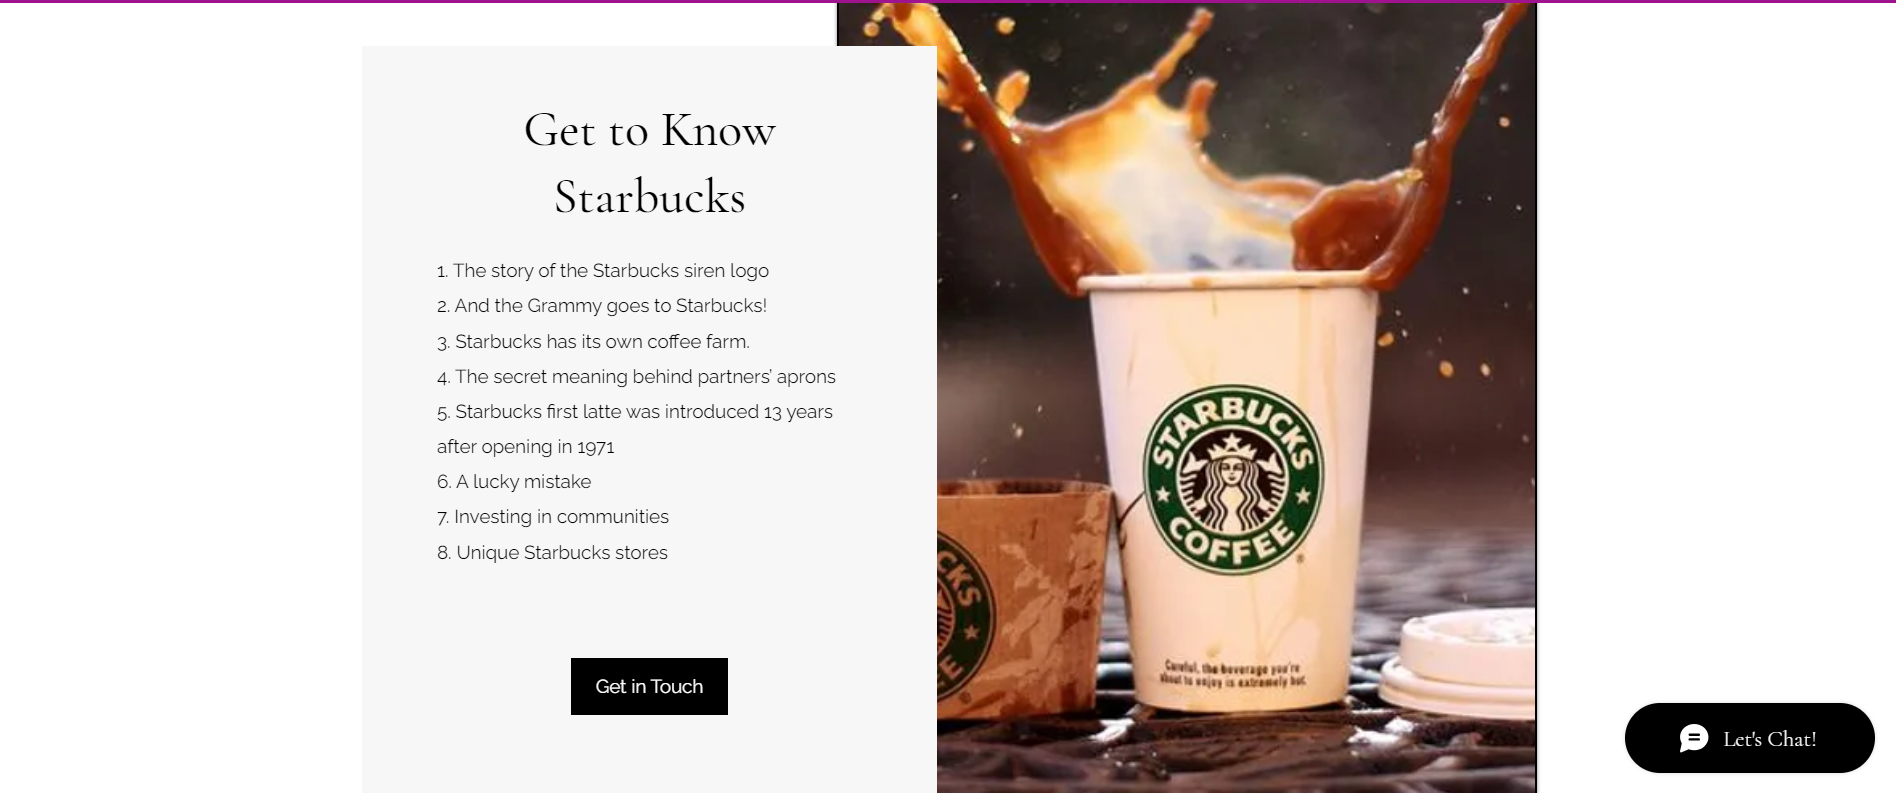 Get to Know
Starbucks
1. The story of the Starbucks siren logo
2. And the Grammy goes to Starbucks!
3. Starbucks has its own coffee farm.
4. The secret meaning behind partners’ aprons
5. Starbucks first latte was introduced 13 years
after opening in 1971
6. A lucky mistake
7. Investing in communities
8. Unique Starbucks stores
Get in Touch
STARBUCKS
COFFEE
®
Careful, the beverage you're
about to enjoy is extremely hot.
Let's Chat!